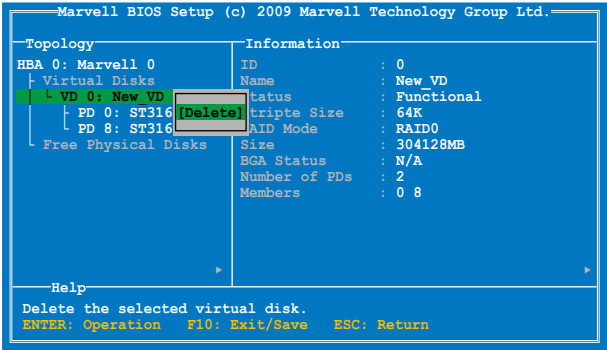 Marvell BIOS Setup (c) 2009 Marvell Technology Group Ltd.
Topology
HBA 0: Marvell 0
Virtual Disks
VD 0: New_VD
PD 0: ST316
PD 8: ST316
Free Physical Disks
[Delete]
Information
ID : 0
Name : New_VD
tatus : Functional
tripte Size : 64K
AID Mode : RAID0
Size : 304128MB
BGA Status : N/A
Number of PDs : 2
Members : 0 8
Help
Delete the selected virtual disk.
ENTER: Operation F10: Exit/Save ESC: Return